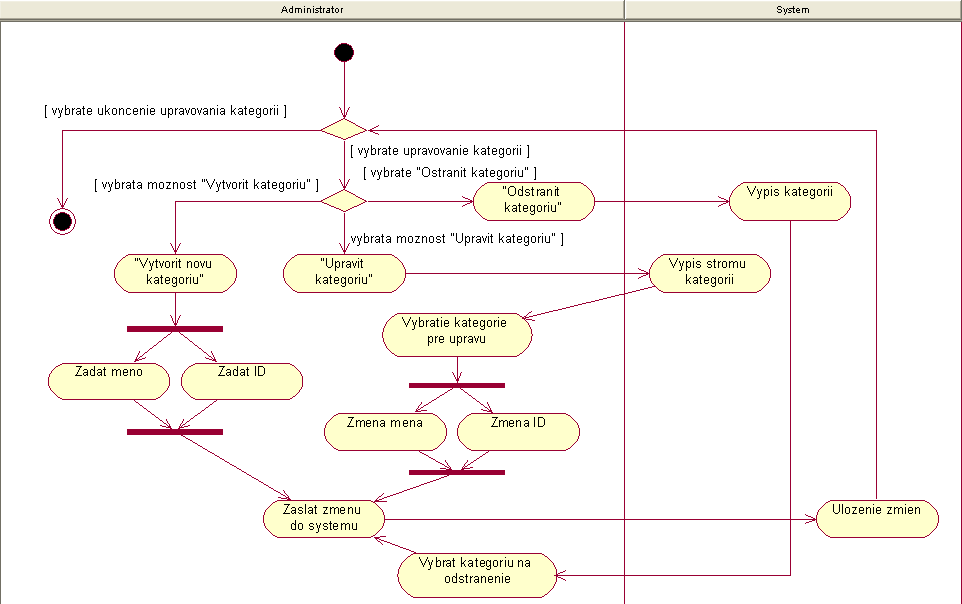 Administrator
System
[ vybrate ukoncenie upravovania kategorii ]
[ vybrate upravovanie kategorii ]
[ vybrate "Ostranit kategoriu" ]
[ vybrata moznost "Vytvorit kategoriu" ]
"Odstranit
kategoriu"
Vypis kategorii
vybrata moznost "Upravit kategoriu" ]
"Vytvorit novu
kategoriu"
"Upravit
kategoriu"
Vypis stromu
kategorii
Vybratie kategorie
pre upravu
Zadat meno
Zadat ID
Zmena mena
Zmena ID
Zaslat zmenu
do systemu
Ulozenie zmien
Vybrat kategoriu na
odstranenie